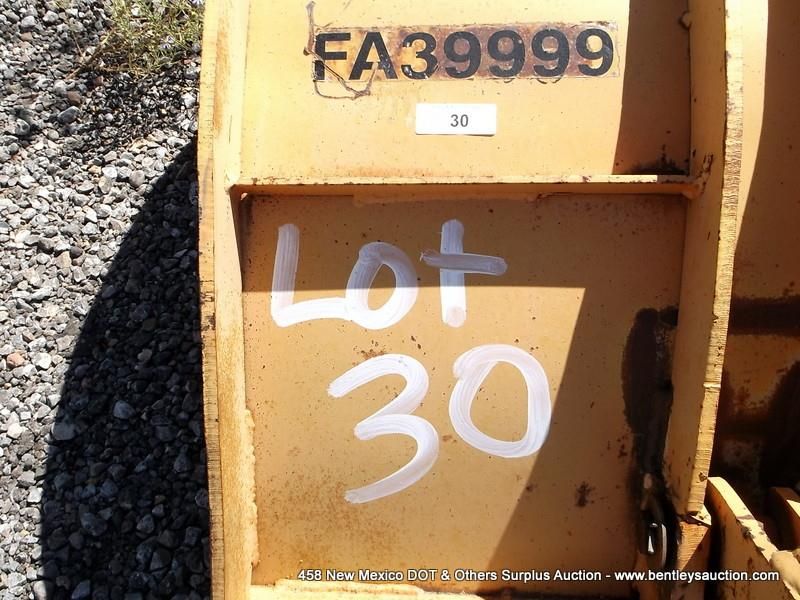 FA39999
30
Lot
30
458 New Mexico DOT & Others Surplus Auction - www.bentleysauction.com